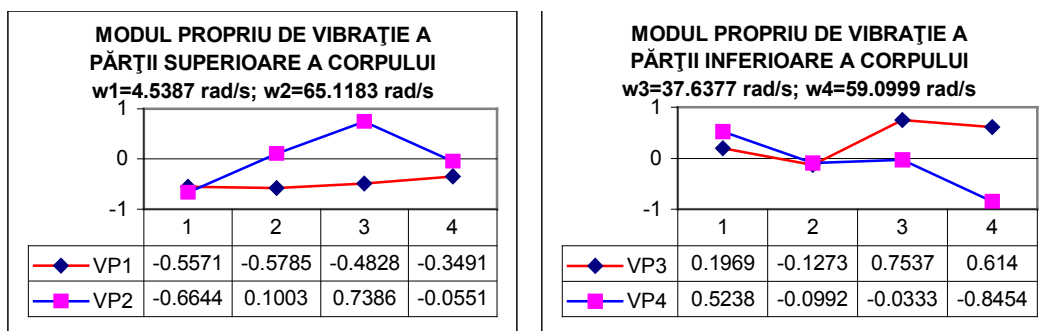 MODUL PROPRIU DE VIBRAŢIE A
PĂRŢII SUPERIOARE A CORPULUI
w1=4.5387 rad/s; w2=65.1183 rad/s
1
0
-1
1 2 3 4
VP1 -0.5571 -0.5785 -0.4828 -0.3491
VP2 -0.6644 0.1003 0.7386 -0.0551
MODUL PROPRIU DE VIBRAŢIE A
PĂRŢII INFERIOARE A CORPULUI
w3=37.6377 rad/s; w4=59.0999 rad/s
1
0
-1
1 2 3 4
VP3 0.1969 -0.1273 0.7537 0.614
VP4 0.5238 -0.0992 -0.0333 -0.8454